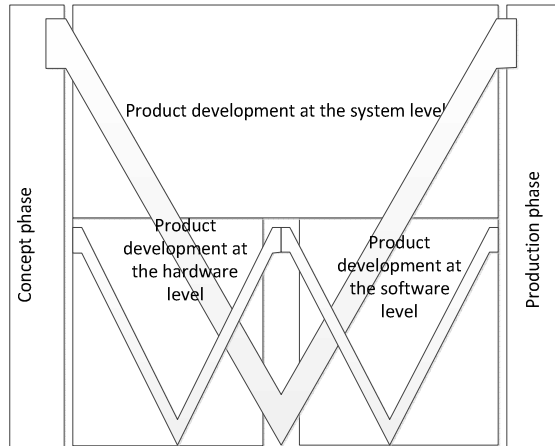 Concept phase
Product development at the system level
Product
development at
the hardware
level
Product
development at
the software
level
Production phase